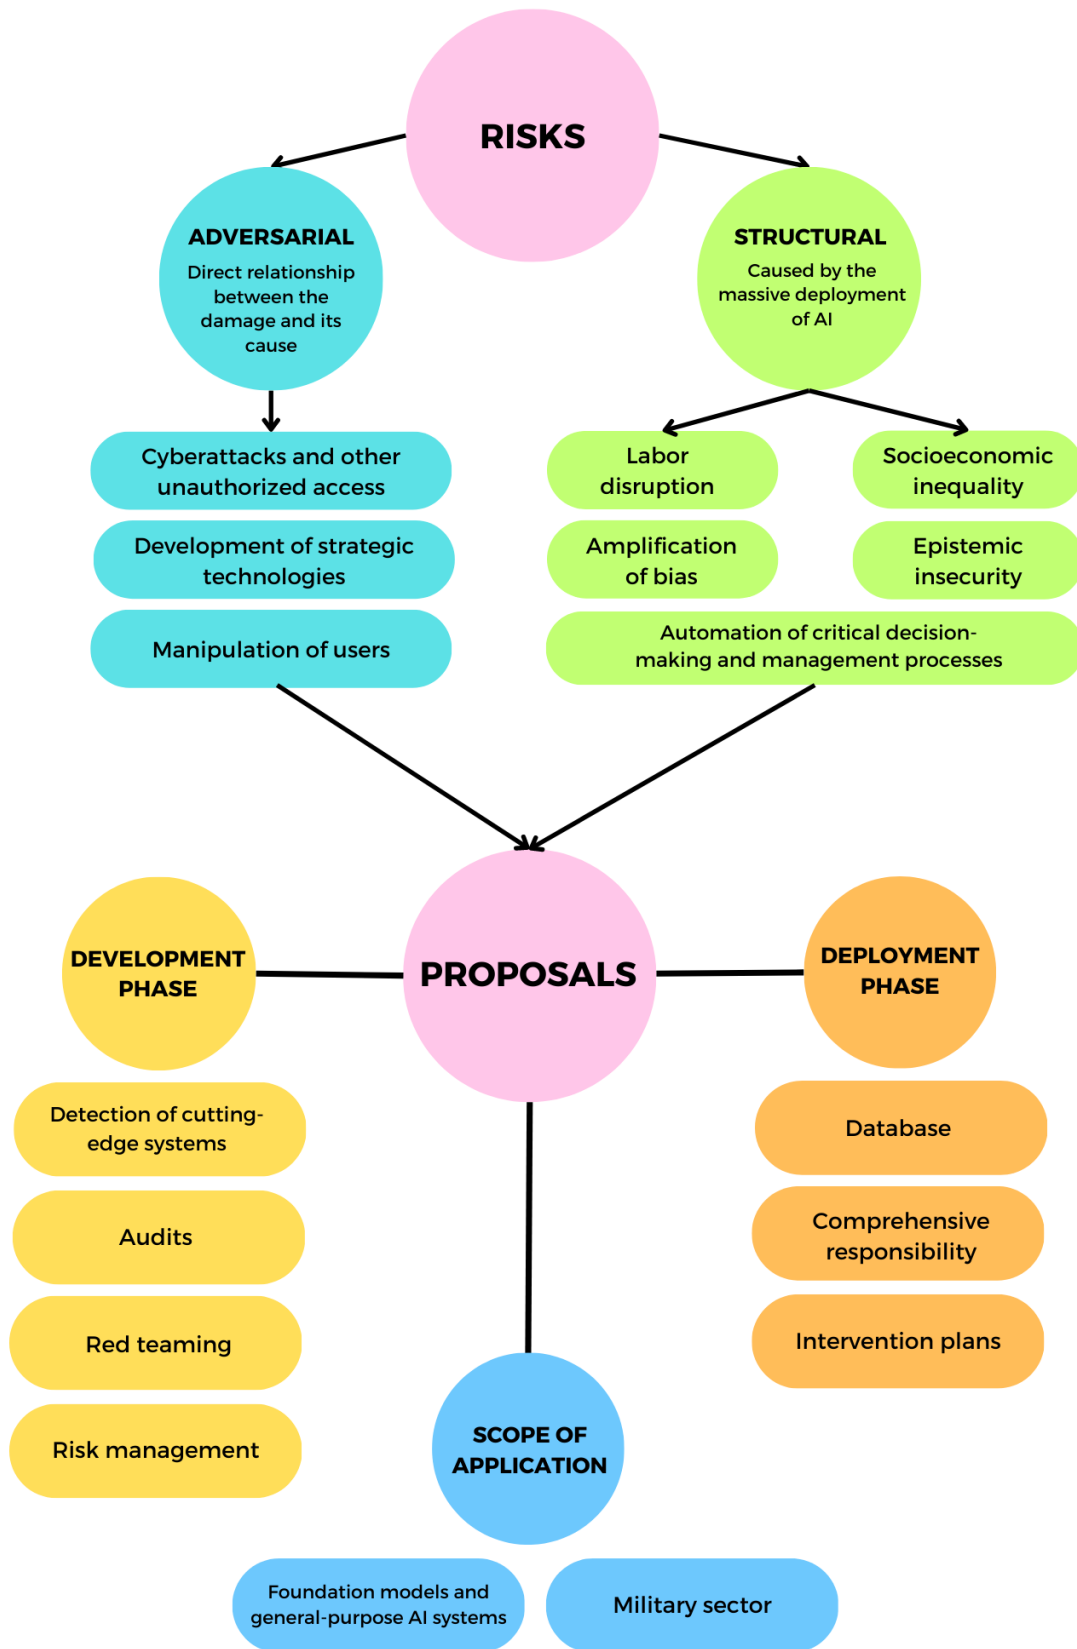 RISKS
ADVERSARIAL
Direct relationship
between the
damage and its
cause
STRUCTURAL
Caused by the
massive deployment
of AI
Cyberattacks and other
unauthorized access
Development of strategic
technologies
Manipulation of users
Labor
disruption
Socioeconomic
inequality
Amplification
of bias
Epistemic
insecurity
Automation of critical decision-
making and management processes
PROPOSALS
DEVELOPMENT
PHASE
Detection of cutting-
edge systems
Audits
Red teaming
Risk management
DEPLOYMENT
PHASE
Database
Comprehensive
responsibility
Intervention plans
SCOPE OF
APPLICATION
Foundation models and
general-purpose AI systems
Military sector